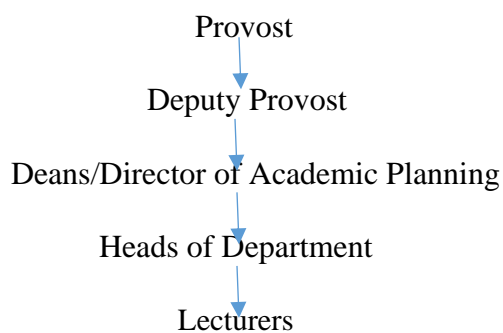 Provost
Deputy Provost
Deans/Director of Academic Planning
Heads of Department
Lecturers